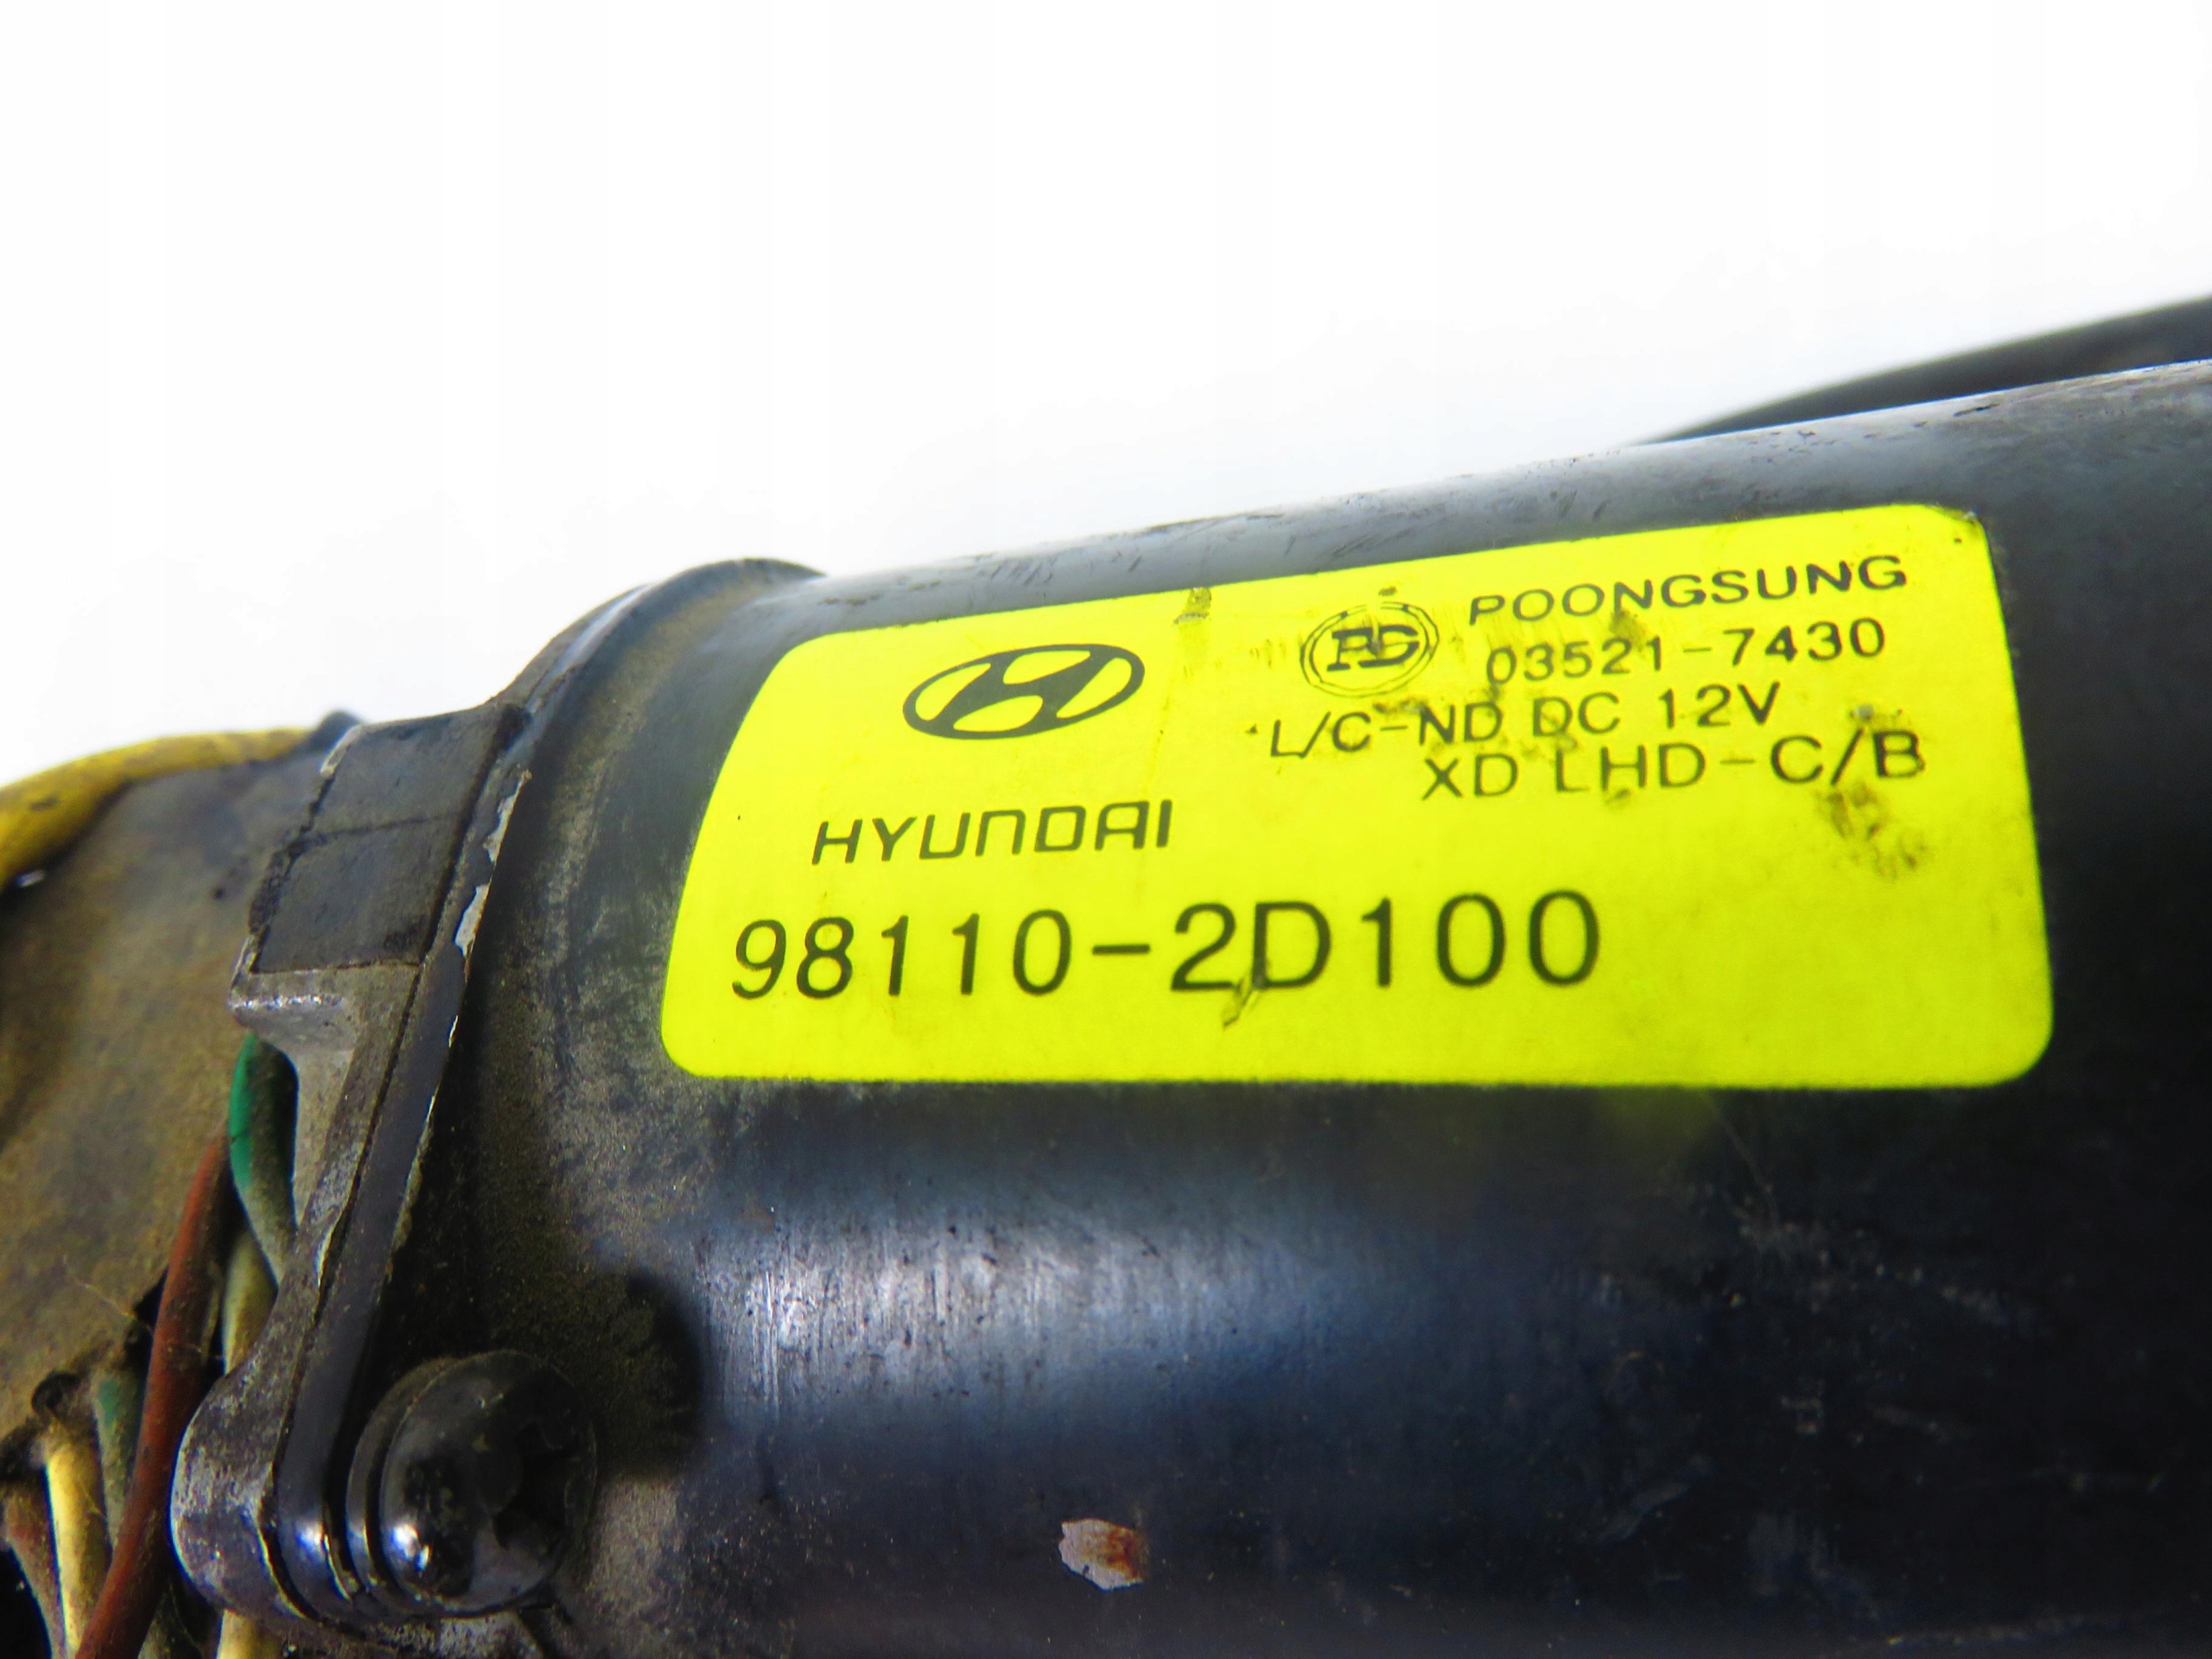 POONGSUNG
03521-7430
L/C-ND DC 12V
XD LHD-C/B
HYUNDAI
98110-2D100